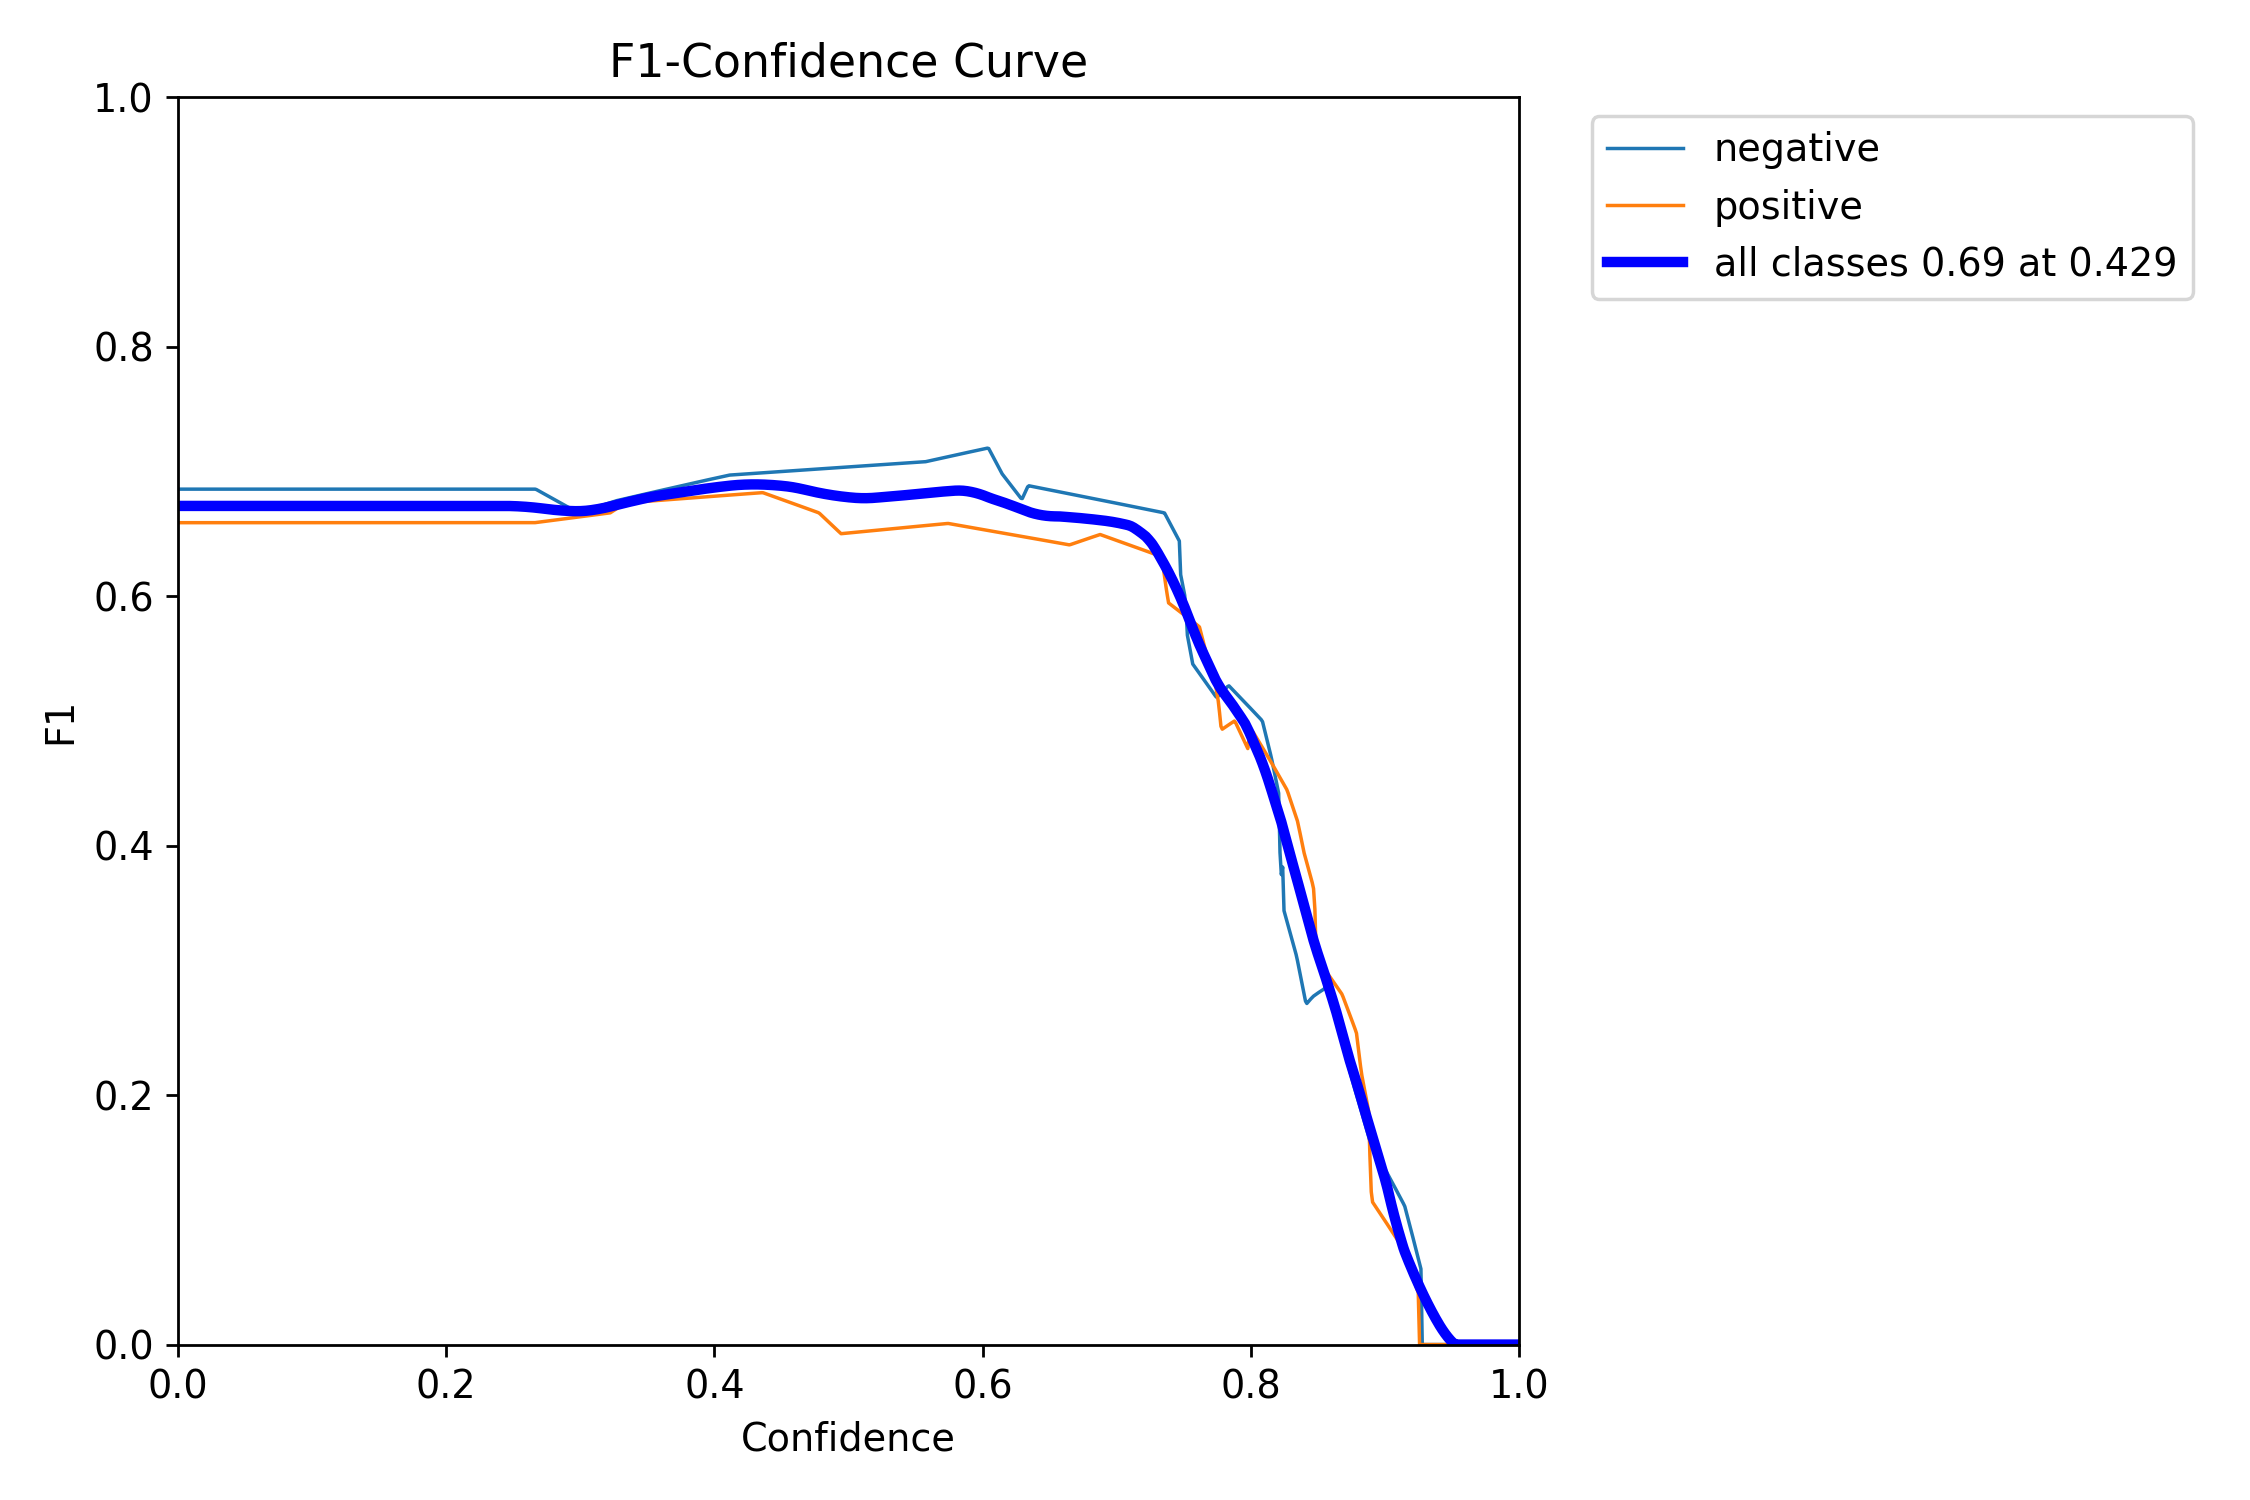 F1-Confidence Curve
1.0
0.8
0.6
0.4
0.2
0.0
F1
0.0 0.2 0.4 0.6 0.8 1.0
Confidence
negative
positive
all classes 0.69 at 0.429